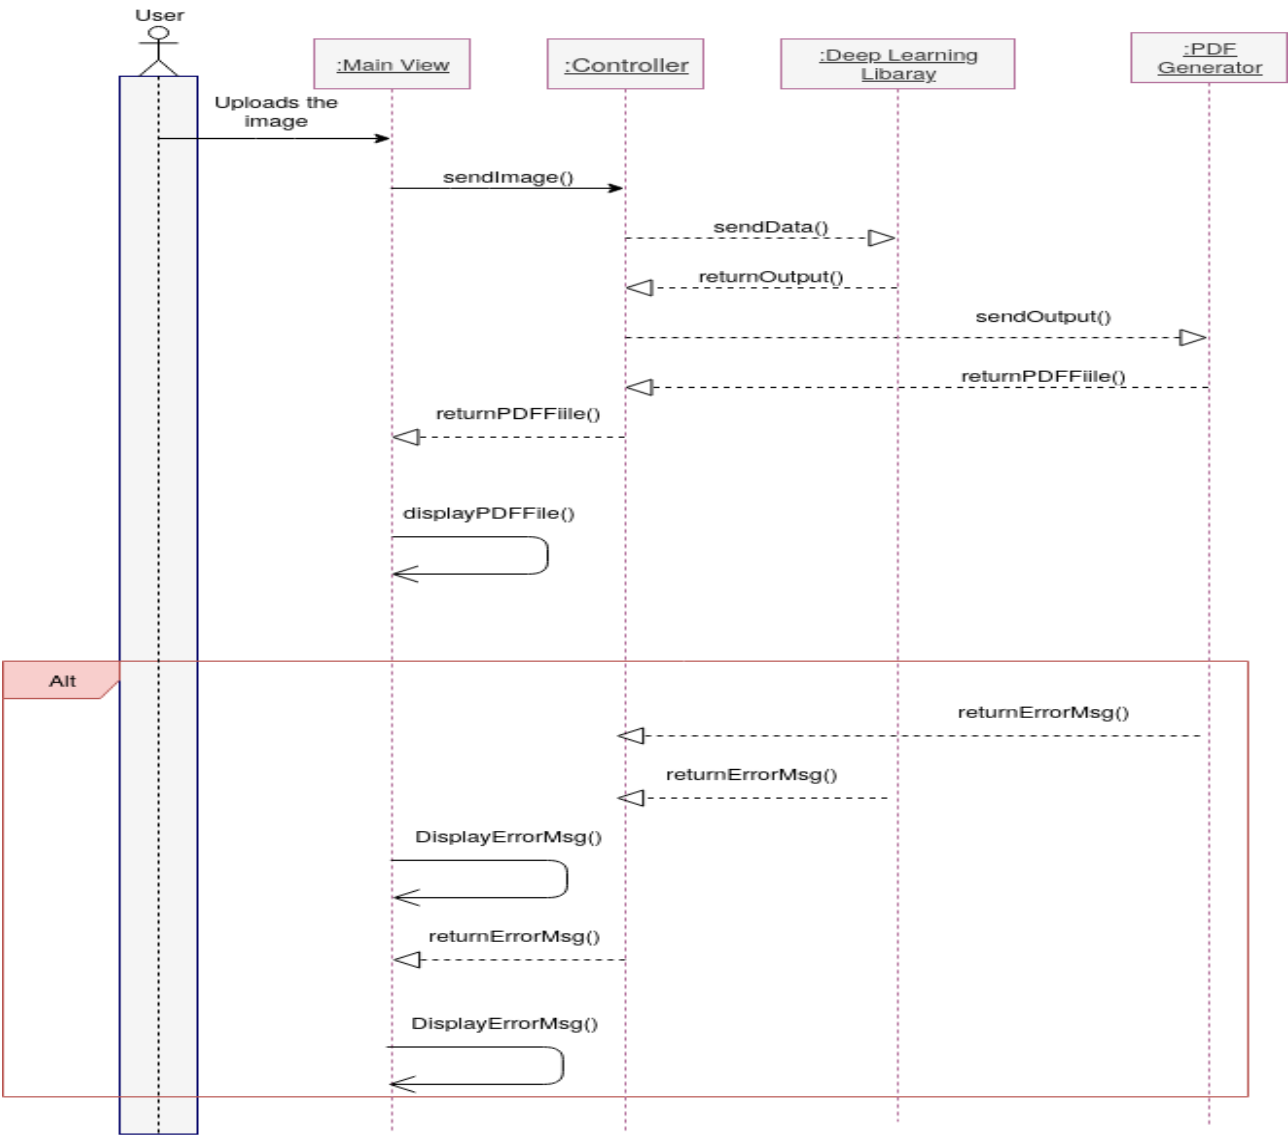 User
:Main View
:Controller
:Deep Learning
Libaray
:PDF
Generator
Uploads the
image
sendImage()
sendData()
returnOutput()
sendOutput()
returnPDFFiile()
returnPDFFiile()
displayPDFFile()
Alt
returnErrorMsg()
returnErrorMsg()
DisplayErrorMsg()
returnErrorMsg()
DisplayErrorMsg()